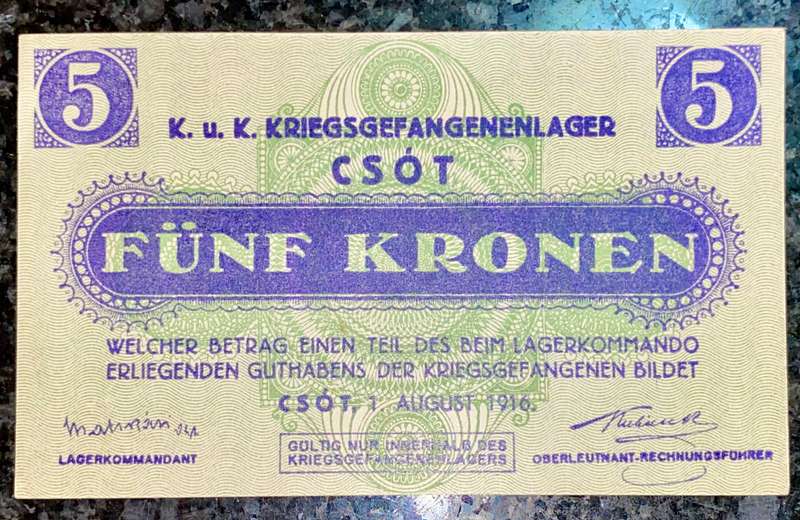 5 5
K. u. K. KRIEGSGEFANGENENLAGER
CSÓT
FÜNF KRONEN
WELCHER BETRAG EINEN TEIL DES BEIM LAGERKOMMANDO
ERLIEGENDEN GUTHABENS DER KRIEGSGEFANGENEN BILDET
CSÓT, 1. AUGUST 1916.
LAGERKOMMANDANT
GÜLTIG NUR INNERHALB DES
KRIEGSGEFANGENENLAGERS
OBERLEUTNANT-RECHNUNGSFÜHRER